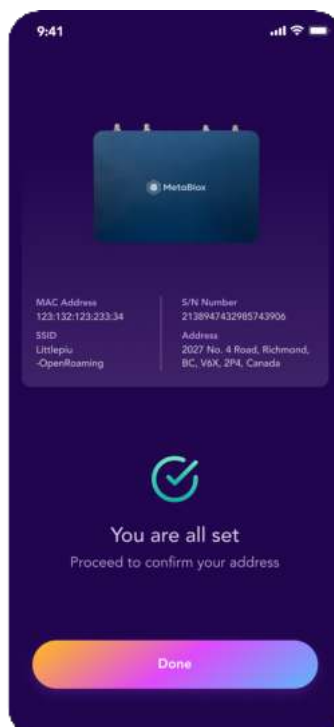 9:41
MetaBlox
MAC Address
123:132:123:233:34
SSID
Littlepiu
-OpenRoaming
S/N Number
2138947432985743906
Address
2027 No. 4 Road, Richmond,
BC, V6X, 2P4, Canada
You are all set
Proceed to confirm your address
Done